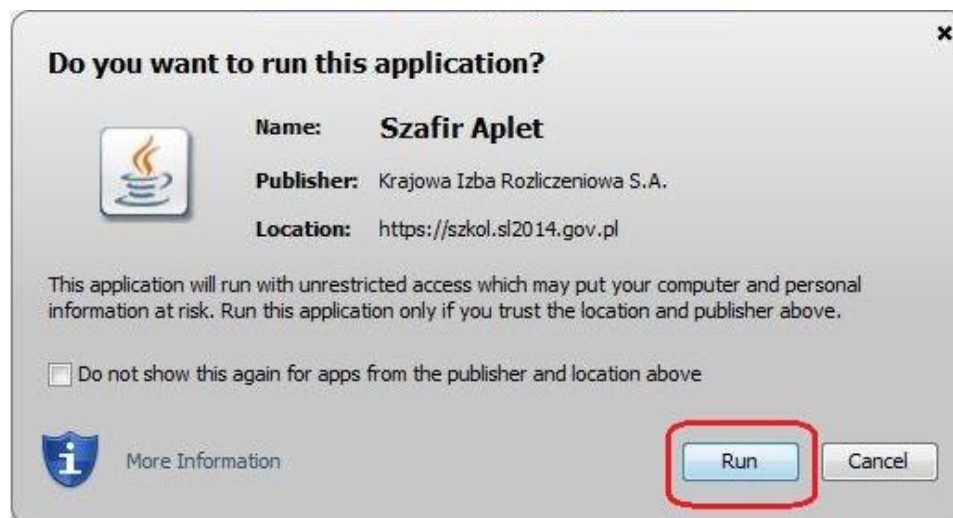 Do you want to run this application?
Name: Szafir Aplet
Publisher: Krajowa Izba Rozliczeniowa S.A.
Location: https://szkol.sl2014.gov.pl
This application will run with unrestricted access which may put your computer and personal
information at risk. Run this application only if you trust the location and publisher above.
Do not show this again for apps from the publisher and location above
More Information
Run
Cancel